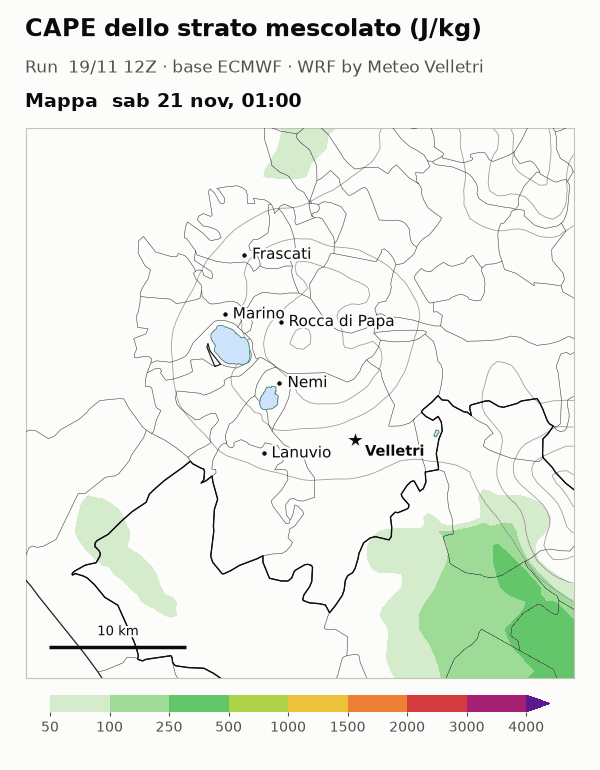 CAPE dello strato mescolato (J/kg)
Run  19/11 12Z · base ECMWF · WRF by Meteo Velletri
Mappa  sab 21 nov, 01:00
Frascati
Marino
Rocca di Papa
Nemi
Lanuvio
Velletri
10 km
50 100 250 500 1000 1500 2000 3000 4000